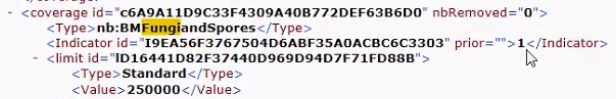 - <coverage id="c6A9A11D9C33F4309A40B772DEF63B6D0" nbRemoved="0">
<Type>nb:BMFungiandSpores</Type>
<Indicator id="I9EA56F3767504D6ABF35A0ACBC6C3303" prior="">1</Indicator>
- <limit id="lD16441D82F37440D969D94D7F71FD88B">
<Type>Standard</Type>
<Value>250000</Value>